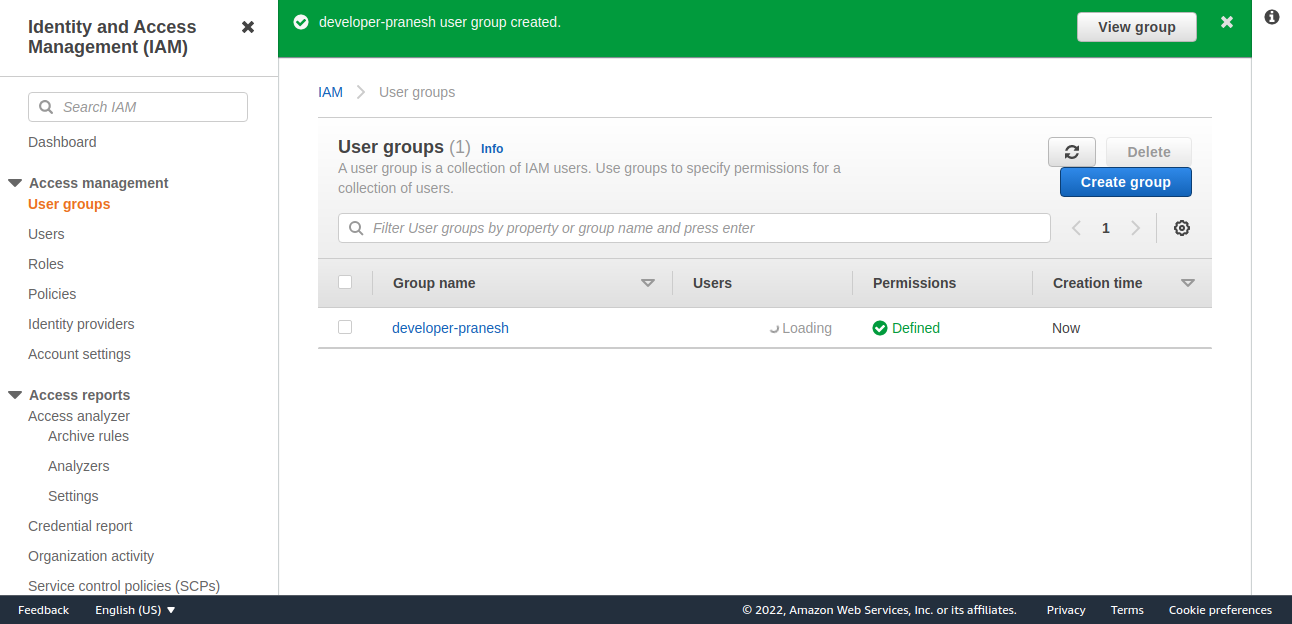 Identity and Access
Management (IAM)
Search IAM
Dashboard
Access management
User groups
Users
Roles
Policies
Identity providers
Account settings
Access reports
Access analyzer
Archive rules
Analyzers
Settings
Credential report
Organization activity
Service control policies (SCPs)
developer-pranesh user group created.
View group
IAM
User groups
User groups (1) Info
A user group is a collection of IAM users. Use groups to specify permissions for a
collection of users.
Delete
Create group
Filter User groups by property or group name and press enter
1
Group name Users Permissions Creation time
developer-pranesh Loading Defined Now
Feedback English (US) © 2022, Amazon Web Services, Inc. or its affiliates. Privacy Terms Cookie preferences